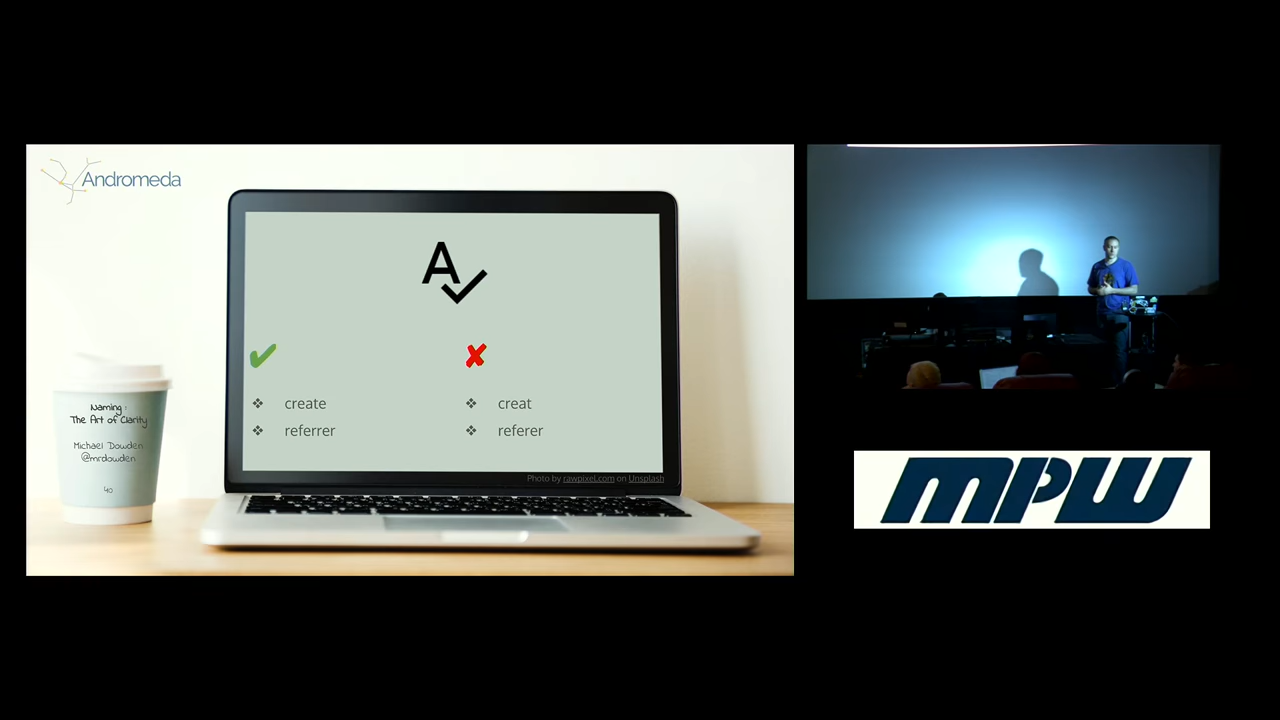 Andromeda
A
✔
✘
❖ create
❖ referrer
❖ creat
❖ referer
Photo by rawpixel.com on Unsplash
Naming:
The Art of Clarity
Michael Dowden
@mrdowden
40
MPW